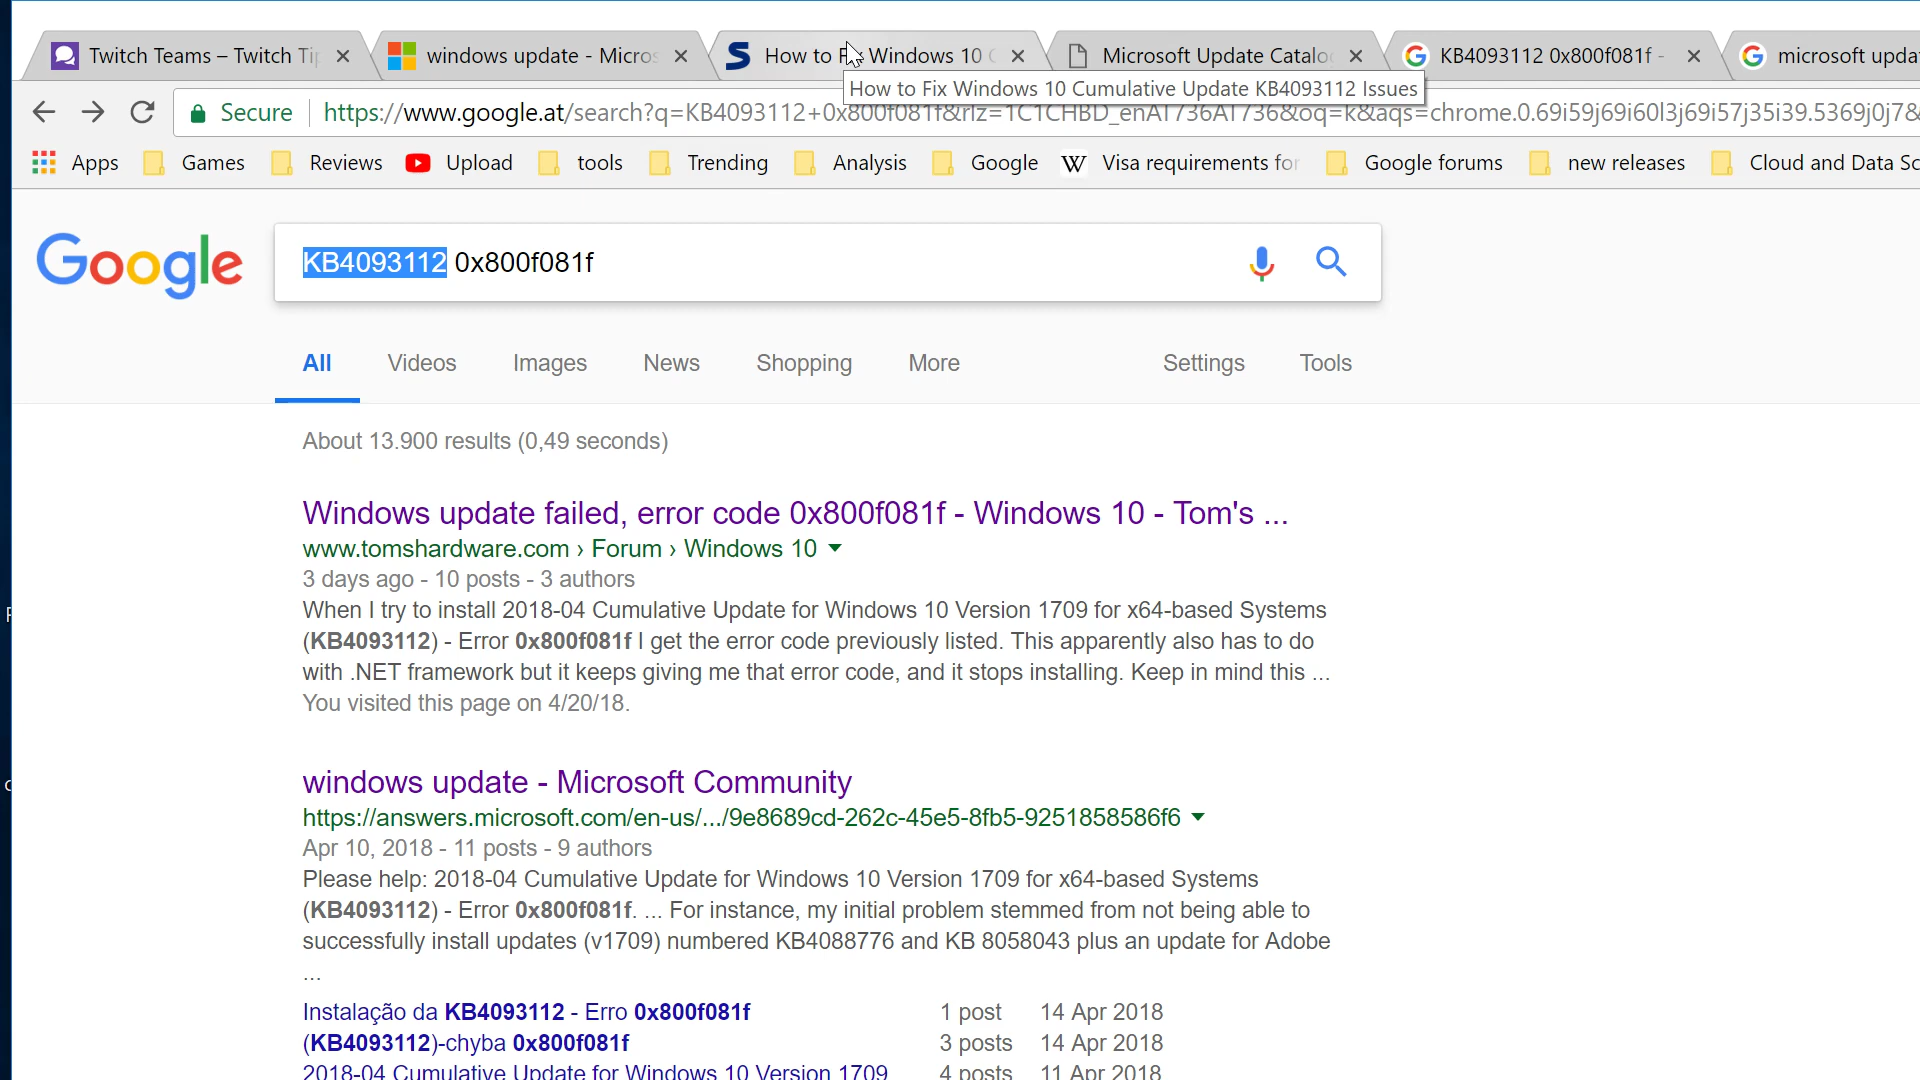 Twitch Teams – Twitch Ti
windows update - Micros
How to Fix Windows 10 C
Microsoft Update Catalo
KB4093112 0x800f081f -
microsoft upda
How to Fix Windows 10 Cumulative Update KB4093112 Issues
Secure
https://www.google.at/search?q=KB4093112+0x800f081f&rlz=1C1CHBD_enAT736AT736&oq=k&aqs=chrome.0.69i59j69i60l3j69i57j35i39.5369j0j7&
Apps Games Reviews Upload tools Trending Analysis Google Visa requirements for Google forums new releases Cloud and Data Sc
Google
KB4093112 0x800f081f
All Videos Images News Shopping More Settings Tools
About 13.900 results (0,49 seconds)
Windows update failed, error code 0x800f081f - Windows 10 - Tom's ...
www.tomshardware.com › Forum › Windows 10
3 days ago - 10 posts - 3 authors
When I try to install 2018-04 Cumulative Update for Windows 10 Version 1709 for x64-based Systems
(KB4093112) - Error 0x800f081f I get the error code previously listed. This apparently also has to do
with .NET framework but it keeps giving me that error code, and it stops installing. Keep in mind this ...
You visited this page on 4/20/18.
windows update - Microsoft Community
https://answers.microsoft.com/en-us/.../9e8689cd-262c-45e5-8fb5-9251858586f6
Apr 10, 2018 - 11 posts - 9 authors
Please help: 2018-04 Cumulative Update for Windows 10 Version 1709 for x64-based Systems
(KB4093112) - Error 0x800f081f. ... For instance, my initial problem stemmed from not being able to
successfully install updates (v1709) numbered KB4088776 and KB 8058043 plus an update for Adobe
...
Instalação da KB4093112 - Erro 0x800f081f 1 post 14 Apr 2018
(KB4093112)-chyba 0x800f081f 3 posts 14 Apr 2018
2018-04 Cumulative Update for Windows 10 Version 1709 4 posts 11 Apr 2018